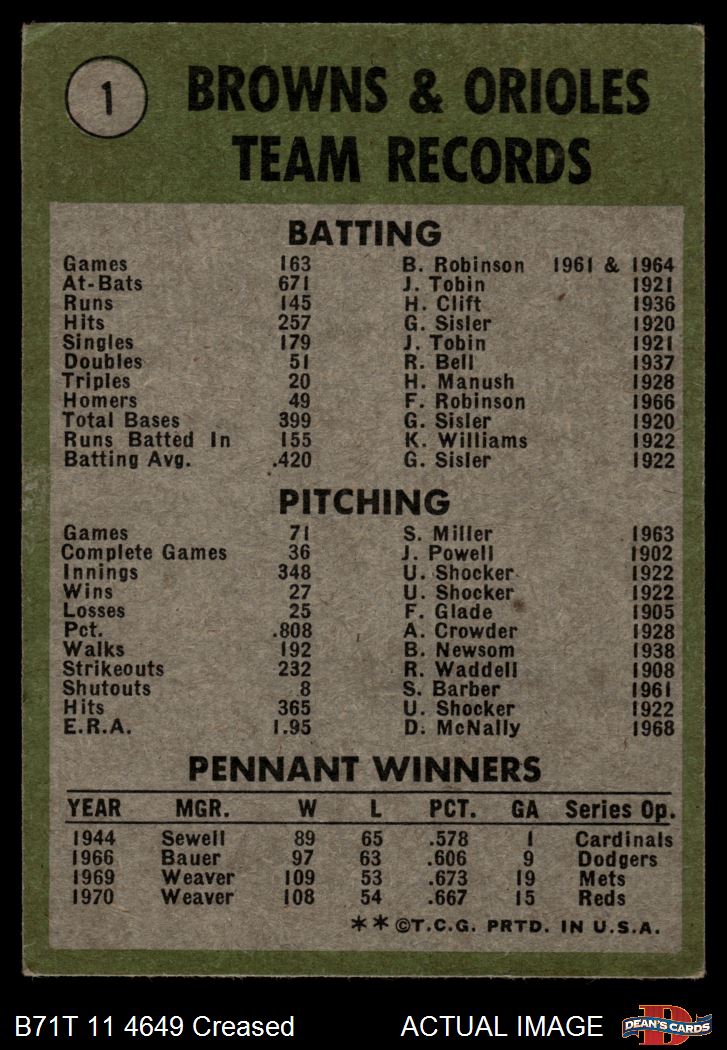 1
BROWNS & ORIOLES
TEAM RECORDS
BATTING
Games 163 B. Robinson 1961 & 1964
At-Bats 671 J. Tobin 1921
Runs 145 H. Clift 1936
Hits 257 G. Sisler 1920
Singles 179 J. Tobin 1921
Doubles 51 R. Bell 1937
Triples 20 H. Manush 1928
Homers 49 F. Robinson 1966
Total Bases 399 G. Sisler 1920
Runs Batted In 155 K. Williams 1922
Batting Avg. .420 G. Sisler 1922
PITCHING
Games 71 S. Miller 1963
Complete Games 36 J. Powell 1902
Innings 348 U. Shocker 1922
Wins 27 U. Shocker 1922
Losses 25 F. Glade 1905
Pct. .808 A. Crowder 1928
Walks 192 B. Newsom 1938
Strikeouts 232 R. Waddell 1908
Shutouts 8 S. Barber 1961
Hits 365 U. Shocker 1922
E.R.A. 1.95 D. McNally 1968
PENNANT WINNERS
YEAR MGR. W L PCT. GA Series Op.
1944 Sewell 89 65 .578 1 Cardinals
1966 Bauer 97 63 .606 9 Dodgers
1969 Weaver 109 53 .673 19 Mets
1970 Weaver 108 54 .667 15 Reds
**©T.C.G. PRTD. IN U.S.A.
B71T 11 4649 Creased ACTUAL IMAGE
D
DEAN'S CARDS